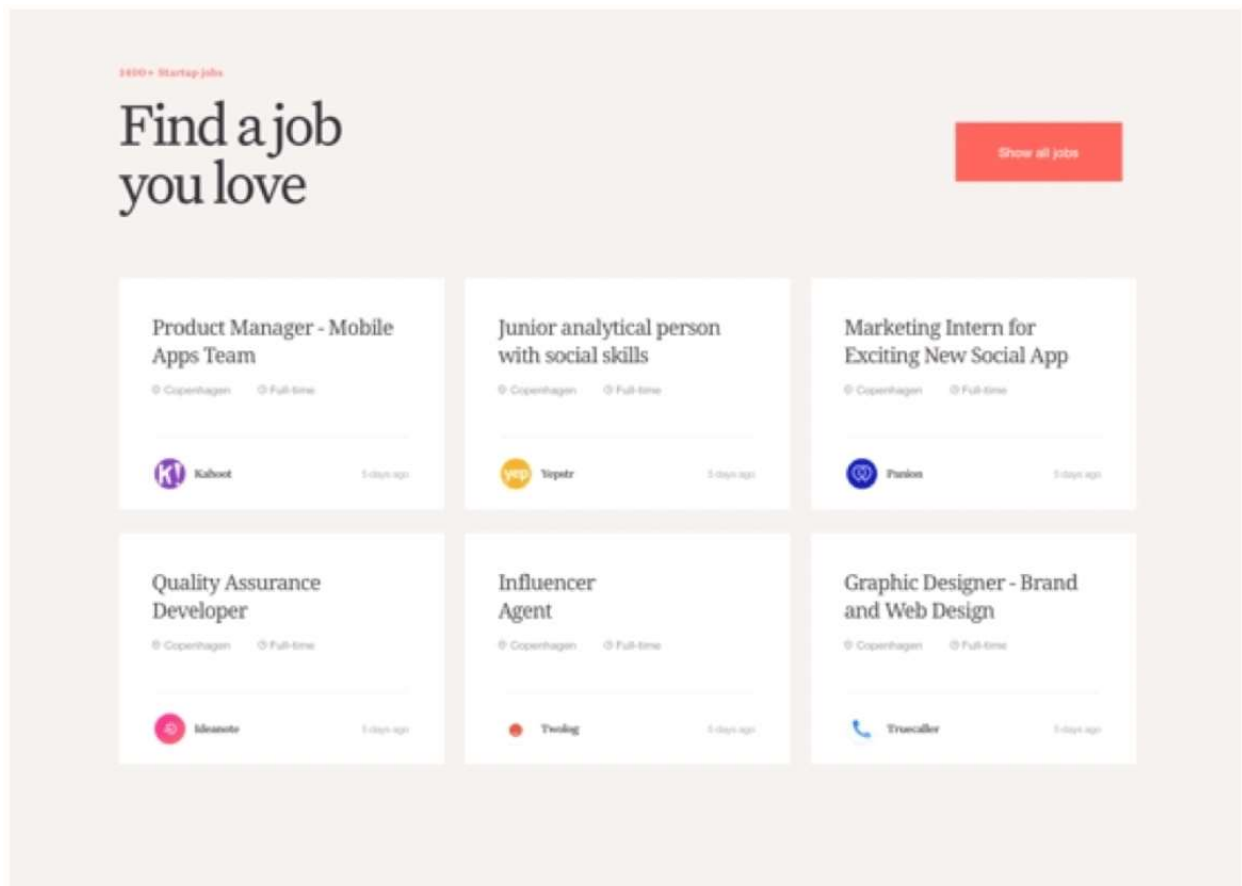 Startup jobs
Find a job
you love
Show all jobs
Product Manager - Mobile
Apps Team
Copenhagen Full-time
K! Kahoot 5 days ago
Junior analytical person
with social skills
Copenhagen Full-time
yep Yepstr 5 days ago
Marketing Intern for
Exciting New Social App
Copenhagen Full-time
Panion 5 days ago
Quality Assurance
Developer
Copenhagen Full-time
Ideanote 5 days ago
Influencer
Agent
Copenhagen Full-time
5 days ago
Graphic Designer - Brand
and Web Design
Copenhagen Full-time
Truecaller 5 days ago